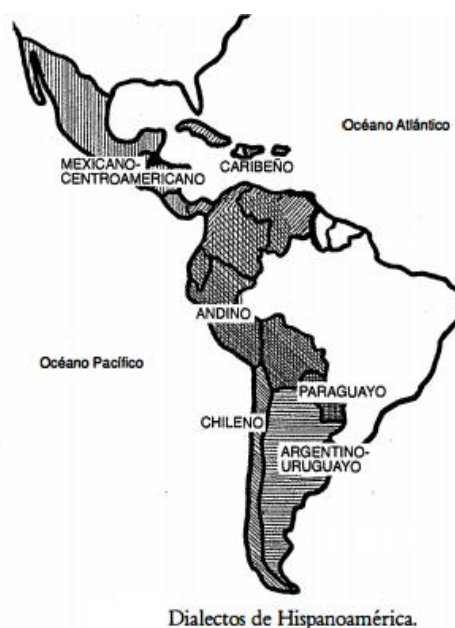 Océano Atlántico
MEXICANO-
CENTROAMERICANO
CARIBEÑO
ANDINO
Océano Pacífico
PARAGUAYO
CHILENO
ARGENTINO-
URUGUAYO
Dialectos de Hispanoamérica.